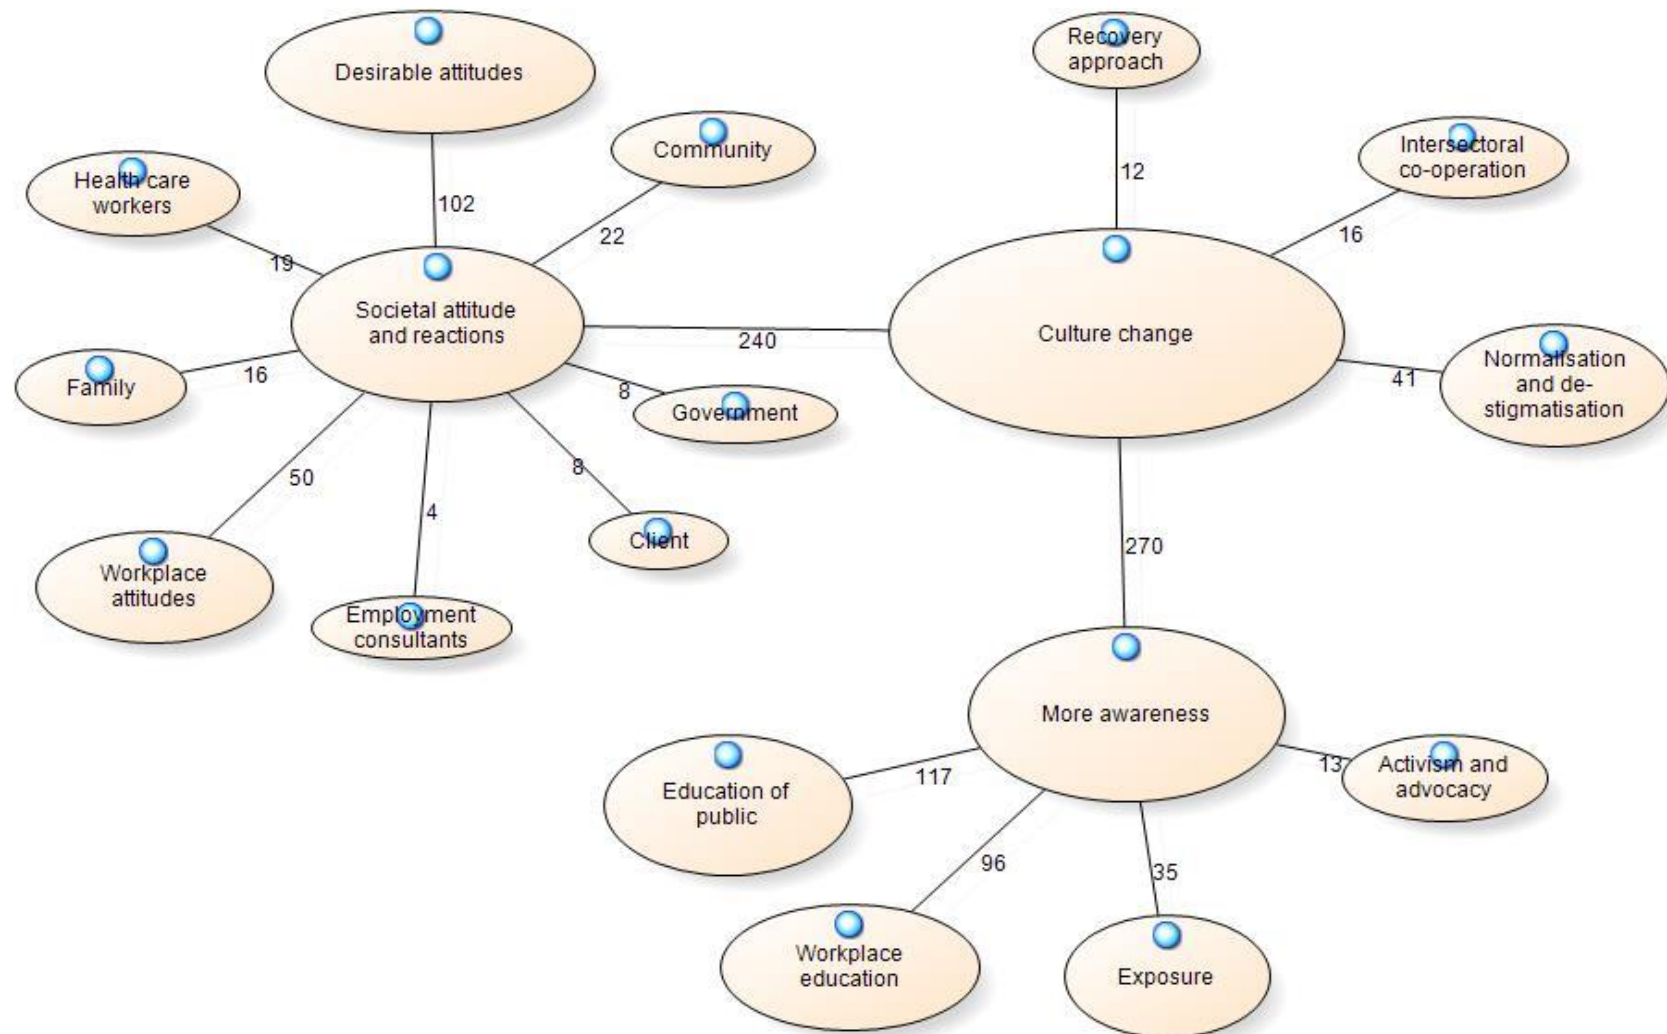 Desirable attitudes
102
Community
22
Health care
workers
19
Societal attitude
and reactions
Family
16
50
Workplace
attitudes
4
Employment
consultants
8
Client
8
Government
240
Recovery
approach
12
Intersectoral
co-operation
16
Culture change
41
Normalisation
and de-
stigmatisation
270
More awareness
117
Education of
public
96
Workplace
education
35
Exposure
13
Activism and
advocacy